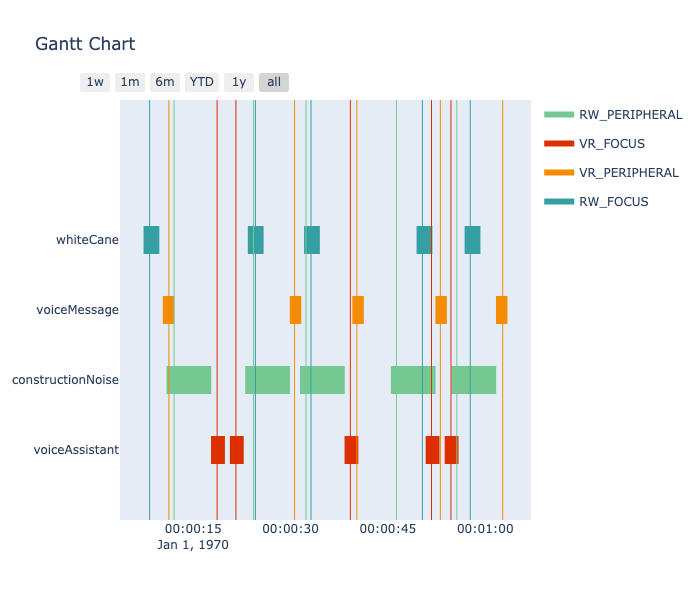 Gantt Chart
1w 1m 6m YTD 1y all
RW_PERIPHERAL
VR_FOCUS
VR_PERIPHERAL
RW_FOCUS
whiteCane
voiceMessage
constructionNoise
voiceAssistant
00:00:15 00:00:30 00:00:45 00:01:00
Jan 1, 1970